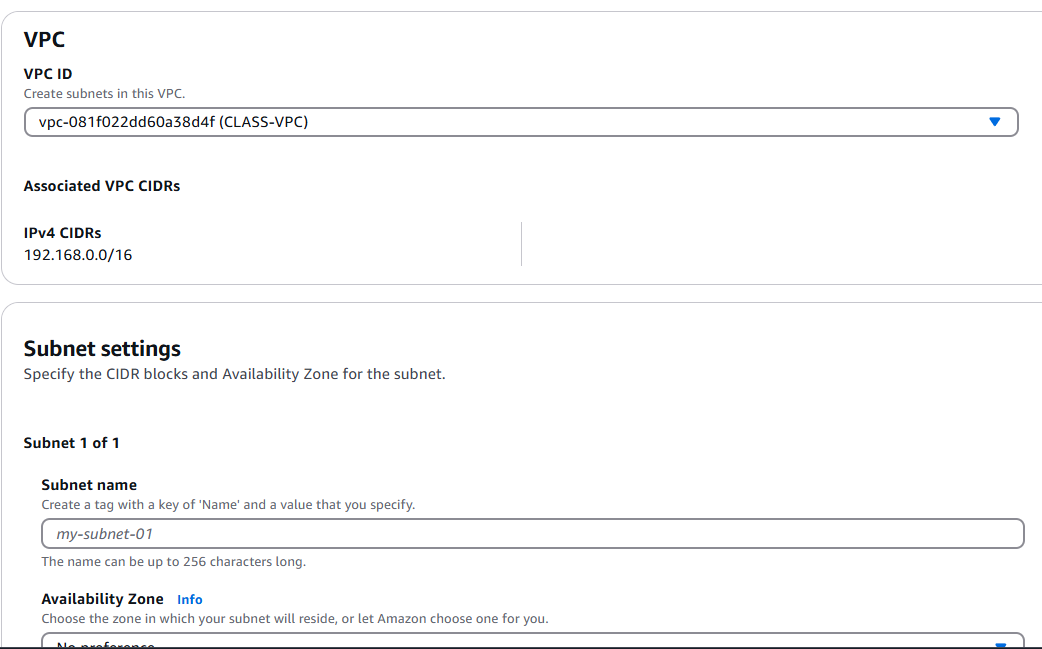 VPC
VPC ID
Create subnets in this VPC.
vpc-081f022dd60a38d4f (CLASS-VPC)
Associated VPC CIDRs
IPv4 CIDRs
192.168.0.0/16
Subnet settings
Specify the CIDR blocks and Availability Zone for the subnet.
Subnet 1 of 1
Subnet name
Create a tag with a key of 'Name' and a value that you specify.
my-subnet-01
The name can be up to 256 characters long.
Availability Zone Info
Choose the zone in which your subnet will reside, or let Amazon choose one for you.
No preference